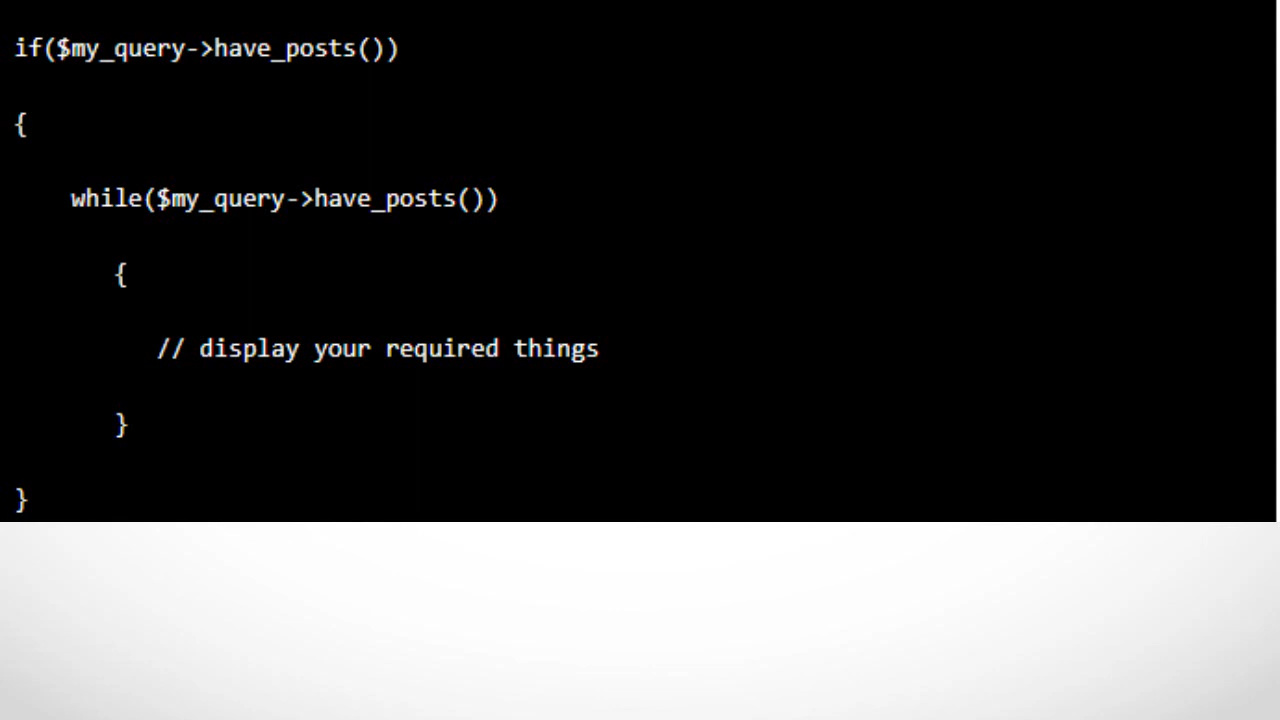 if($my_query->have_posts())
{
while($my_query->have_posts())
{
// display your required things
}
}